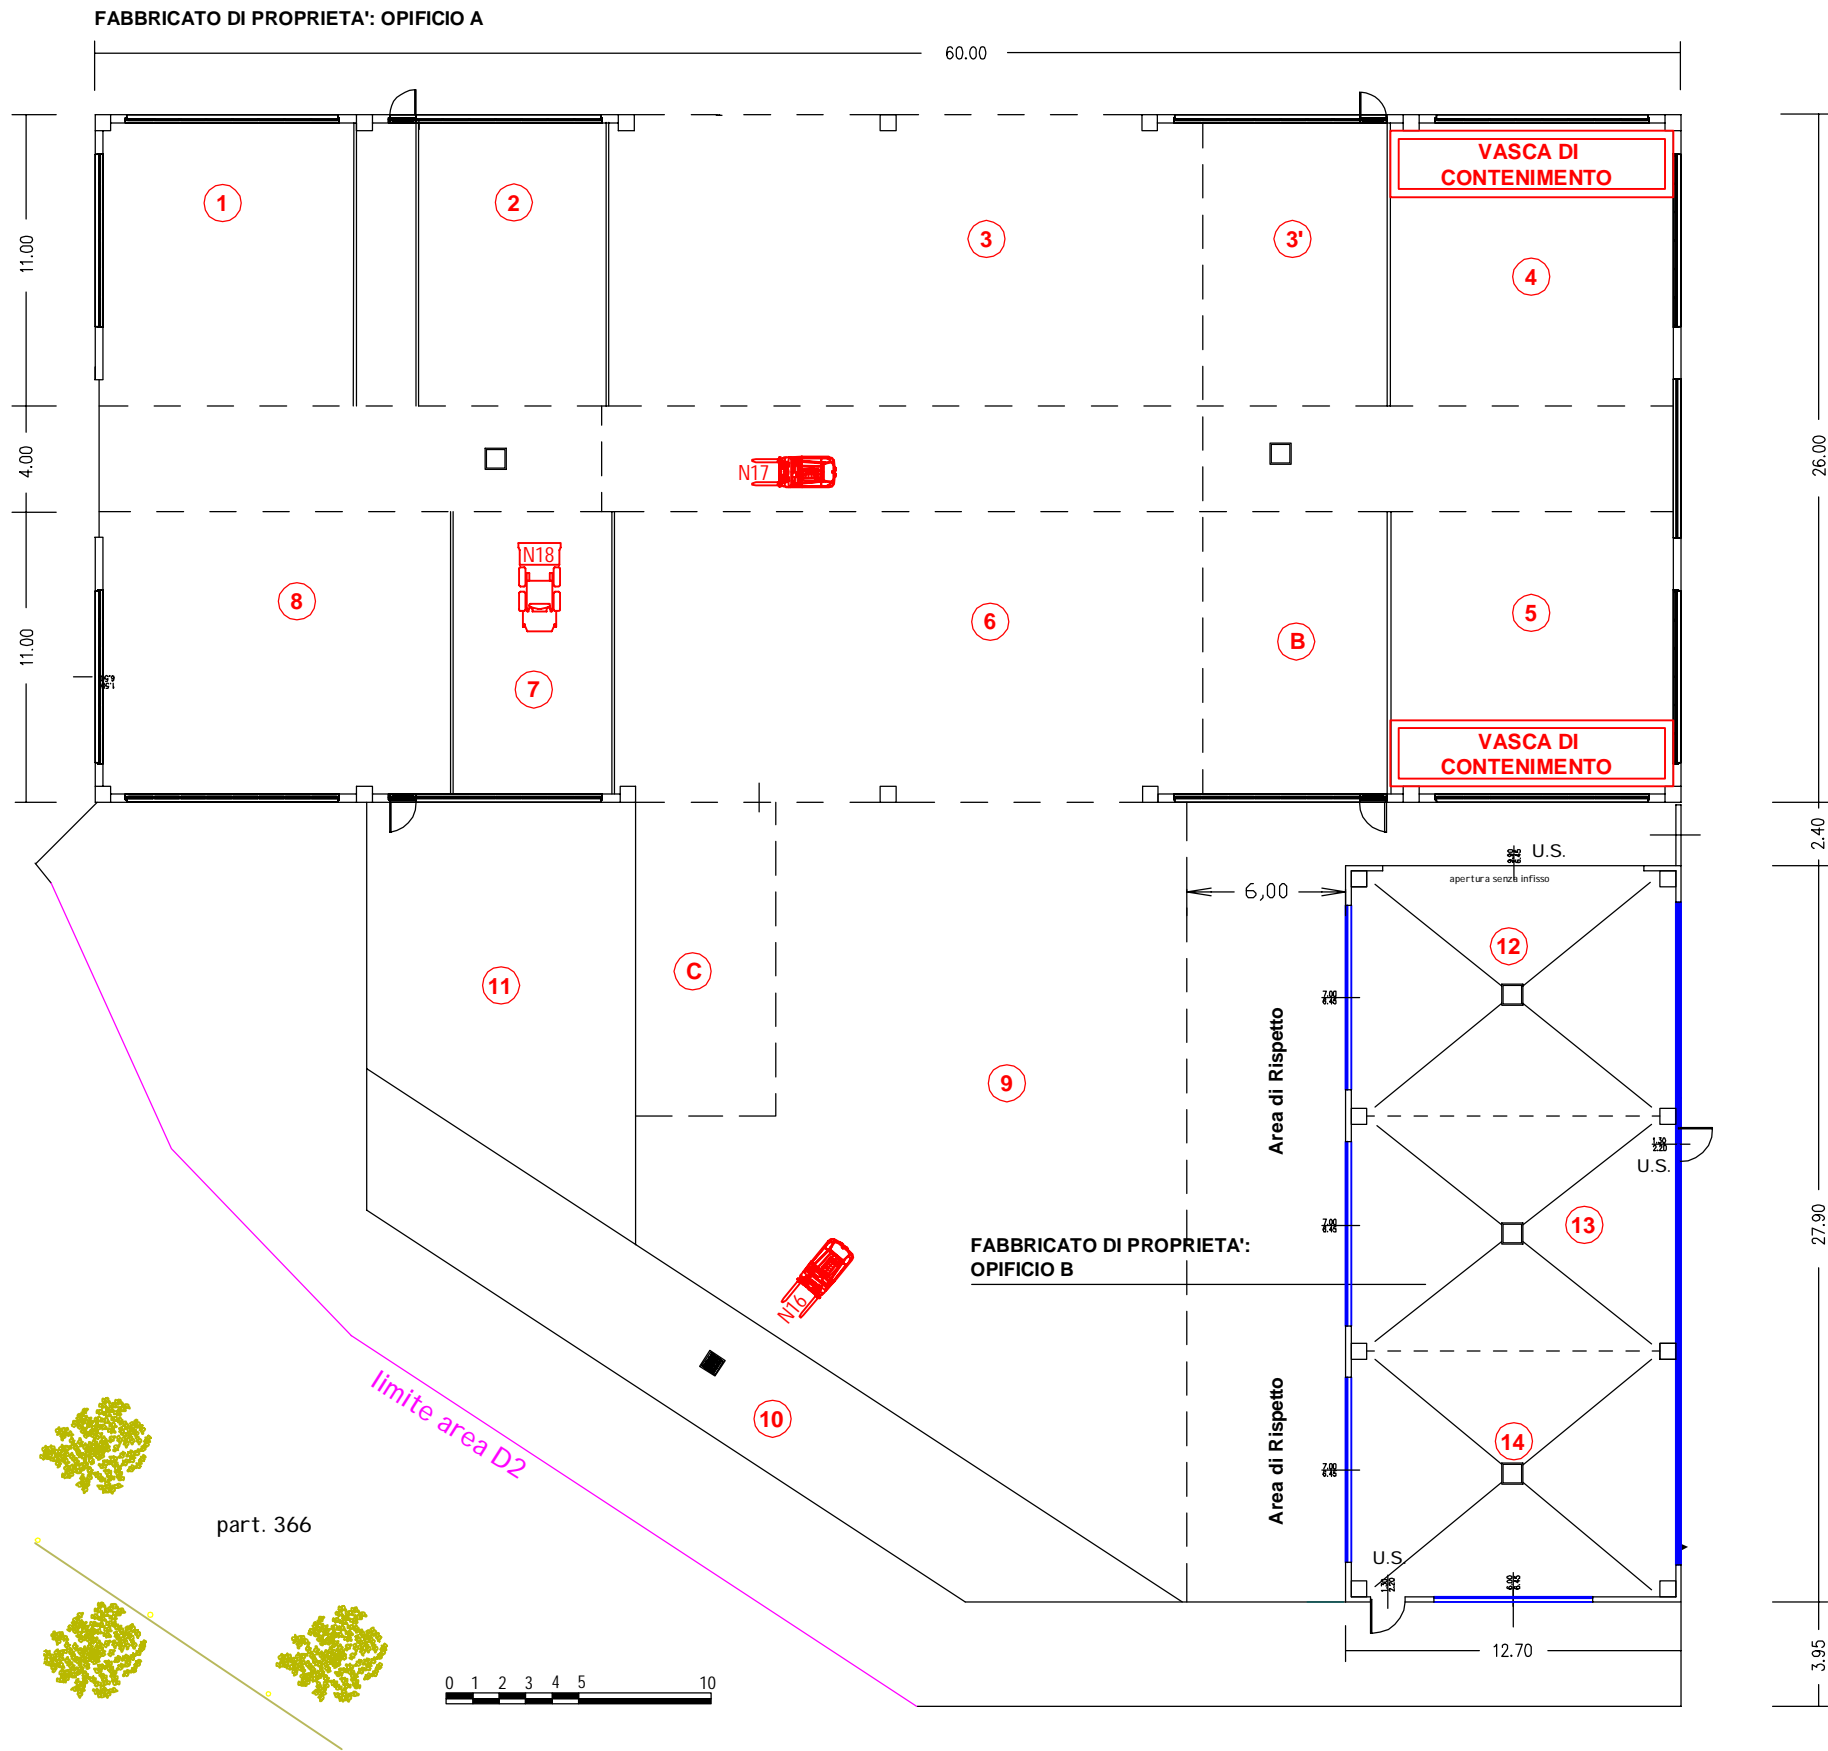 FABBRICATO DI PROPRIETA': OPIFICIO A
60.00
VASCA DI
CONTENIMENTO
1
2
3
3'
4
11.00
4.00
26.00
N17
N18
8
7
6
B
5
11.00
VASCA DI
CONTENIMENTO
2.40
U.S.
apertura senza infisso
6,00
12
11
C
9
Area di Rispetto
U.S.
13
27.90
FABBRICATO DI PROPRIETA':
OPIFICIO B
N16
limite area D2
10
Area di Rispetto
14
part. 366
U.S.
12.70
3.95
0 1 2 3 4 5 10